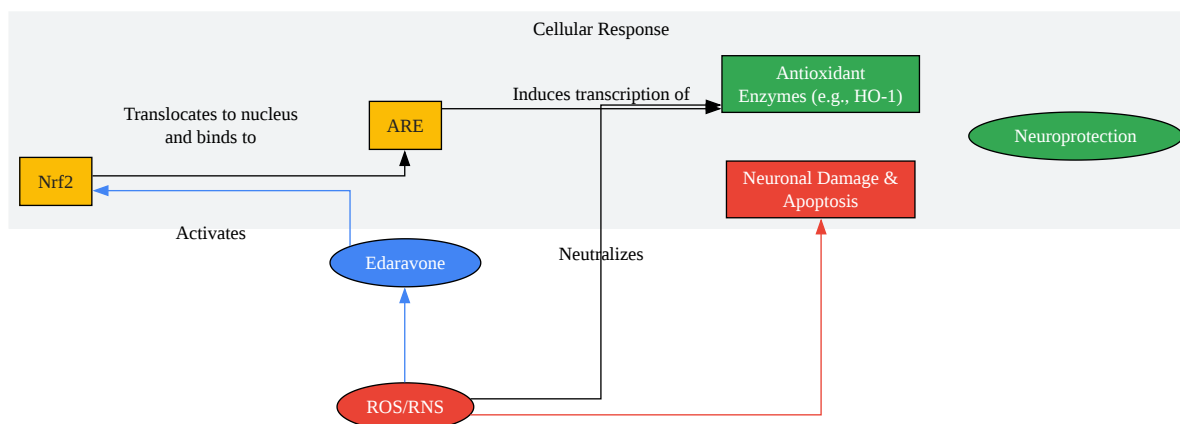 Cellular Response
Antioxidant
Enzymes (e.g., HO-1)
Induces transcription of
Translocates to nucleus
and binds to
ARE
Neuroprotection
Nrf2
Neuronal Damage &
Apoptosis
Activates
Neutralizes
Edaravone
ROS/RNS